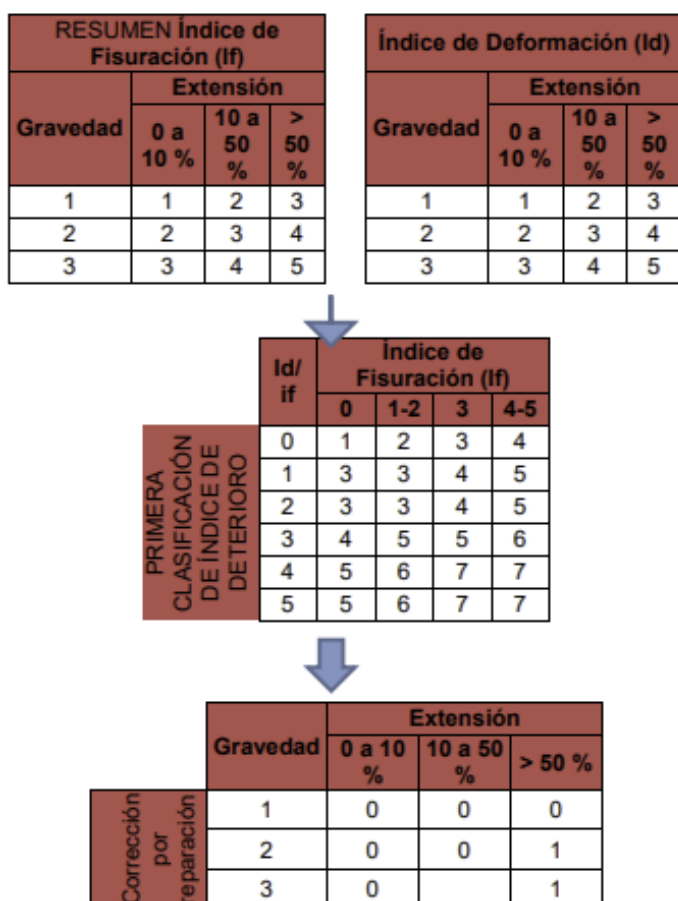 RESUMEN Índice de
Fisuración (If)
Gravedad
Extensión
0 a
10 %
10 a
50
%
>
50
%
1 1 2 3
2 2 3 4
3 3 4 5
Índice de Deformación (Id)
Gravedad
Extensión
0 a
10 %
10 a
50
%
>
50
%
1 1 2 3
2 2 3 4
3 3 4 5
PRIMERA
CLASIFICACIÓN
DE ÍNDICE DE
DETERIORO
Id/
if
Índice de
Fisuración (If)
0 1-2 3 4-5
0 1 2 3 4
1 3 3 4 5
2 3 3 4 5
3 4 5 5 6
4 5 6 7 7
5 5 6 7 7
Corrección
por
reparación
Gravedad
Extensión
0 a 10
%
10 a 50
%
> 50 %
1 0 0 0
2 0 0 1
3 0 1